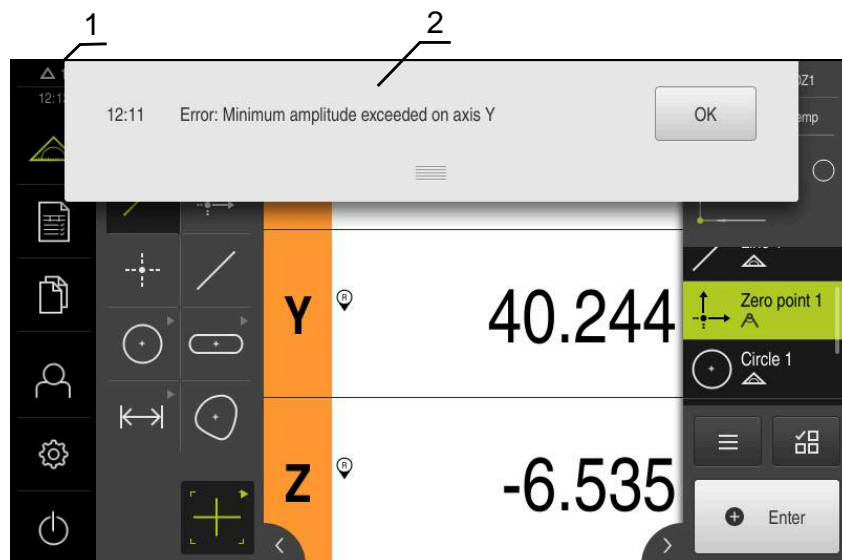 1
2
12:11 Error: Minimum amplitude exceeded on axis Y
OK
Y
R
40.244
Zero point 1
Circle 1
Z
R
-6.535
Enter